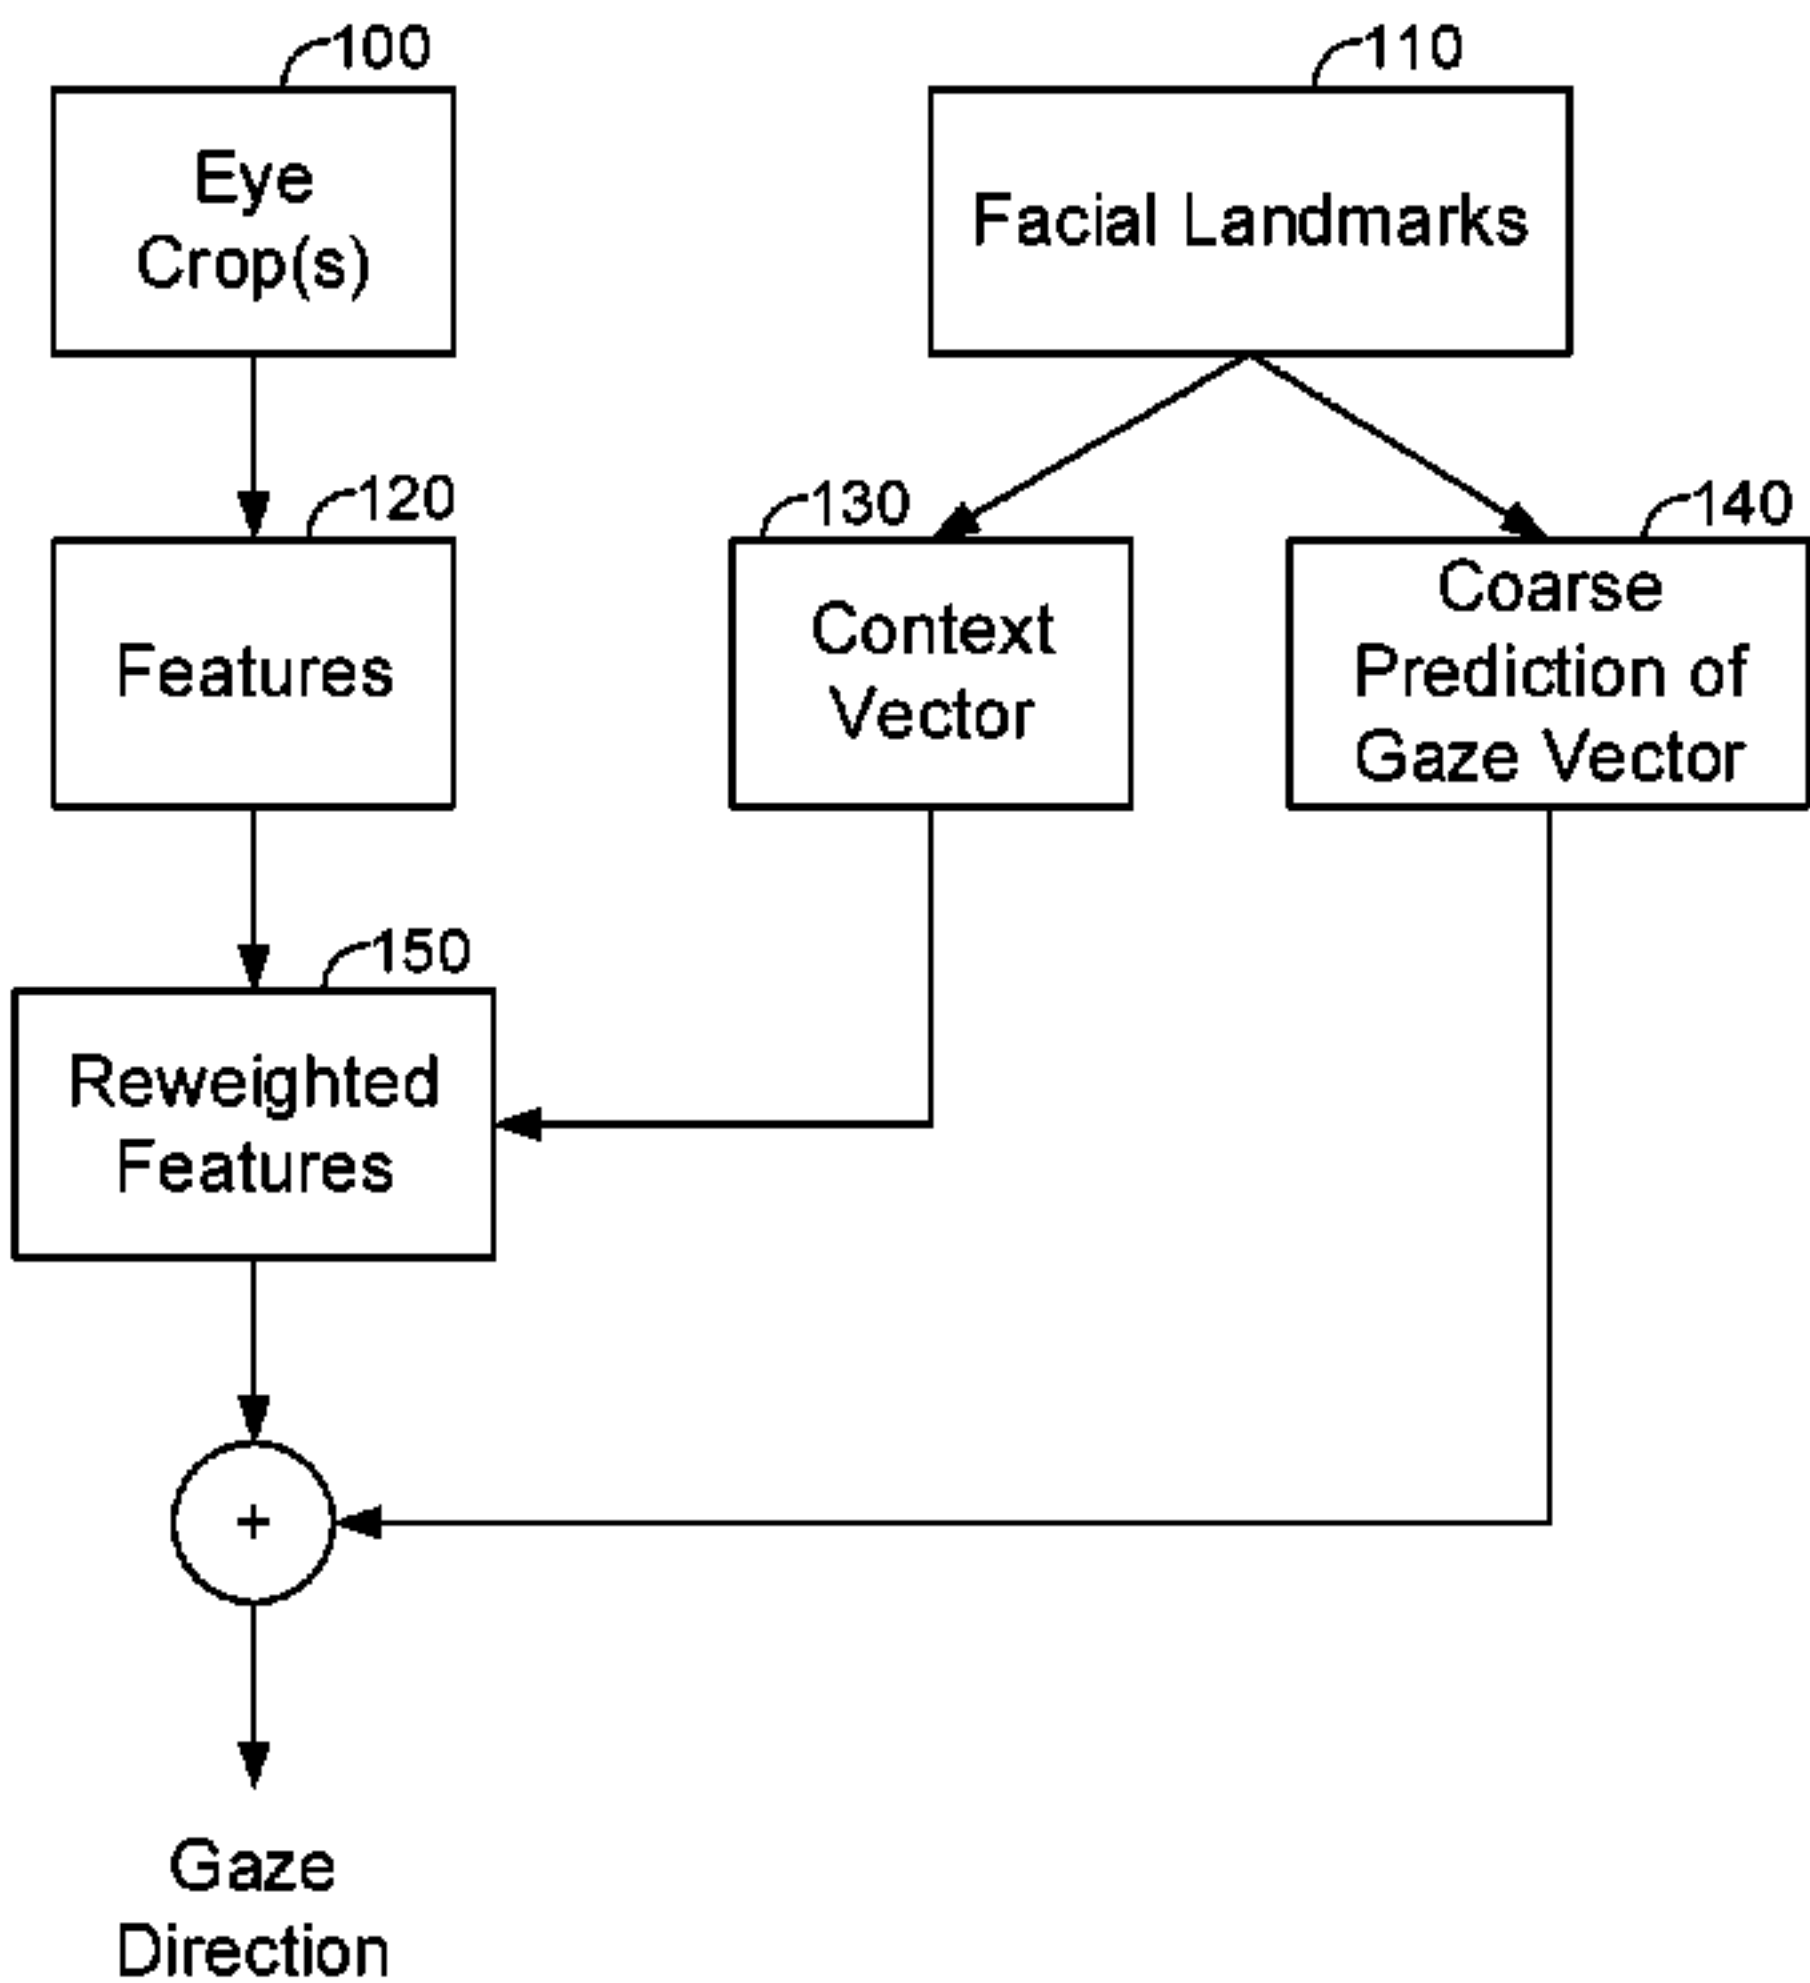 100
Eye
Crop(s)
110
Facial Landmarks
120
Features
130
Context
Vector
140
Coarse
Prediction of
Gaze Vector
150
Reweighted
Features
+
Gaze
Direction